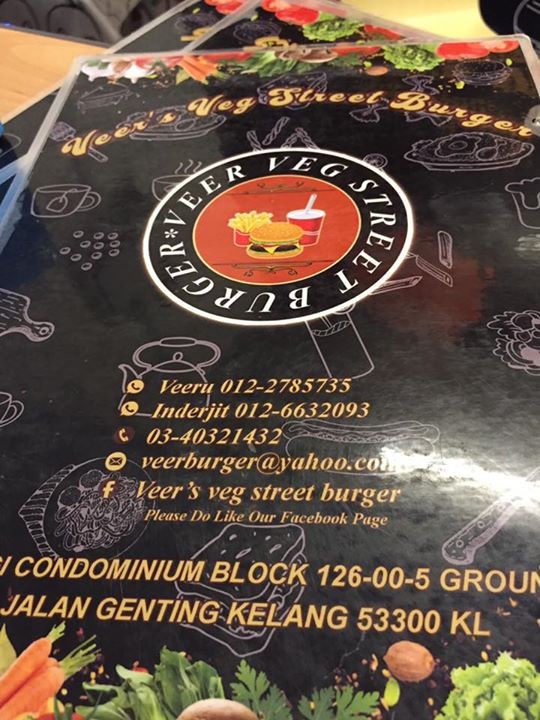 Veer's Veg Street Burger
VEER VEG STREET BURGER*
Veeru 012-2785735
Inderjit 012-6632093
03-40321432
veerburger@yahoo.com
Veer's veg street burger
Please Do Like Our Facebook Page
CONDOMINIUM BLOCK 126-00-5 GROUN
JALAN GENTING KELANG 53300 KL